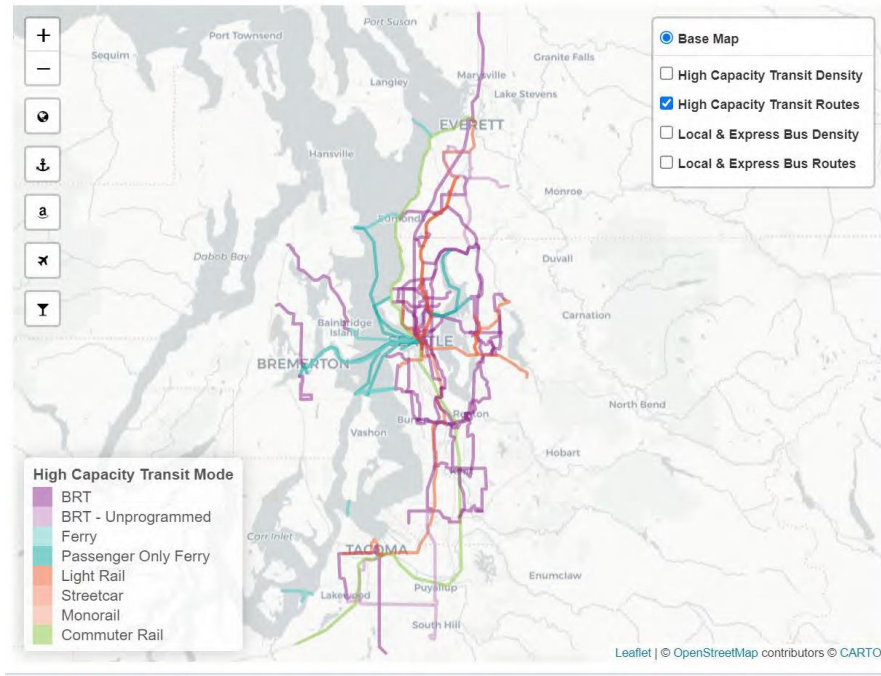 +
−
a
Base Map
High Capacity Transit Density
High Capacity Transit Routes
Local & Express Bus Density
Local & Express Bus Routes
Port Susan
Port Townsend
Sequim
Granite Falls
Marysville
Langley
Lake Stevens
EVERETT
Hansville
Monroe
Edmonds
Dabob Bay
Duvall
Carnation
Bainbridge
Island
SEATTLE
BREMERTON
North Bend
Renton
Vashon
Hobart
High Capacity Transit Mode
BRT
BRT - Unprogrammed
Ferry
Passenger Only Ferry
Light Rail
Streetcar
Monorail
Commuter Rail
Carr Inlet
TACOMA
Enumclaw
Puyallup
Lakewood
South Hill
Leaflet | © OpenStreetMap contributors © CARTO